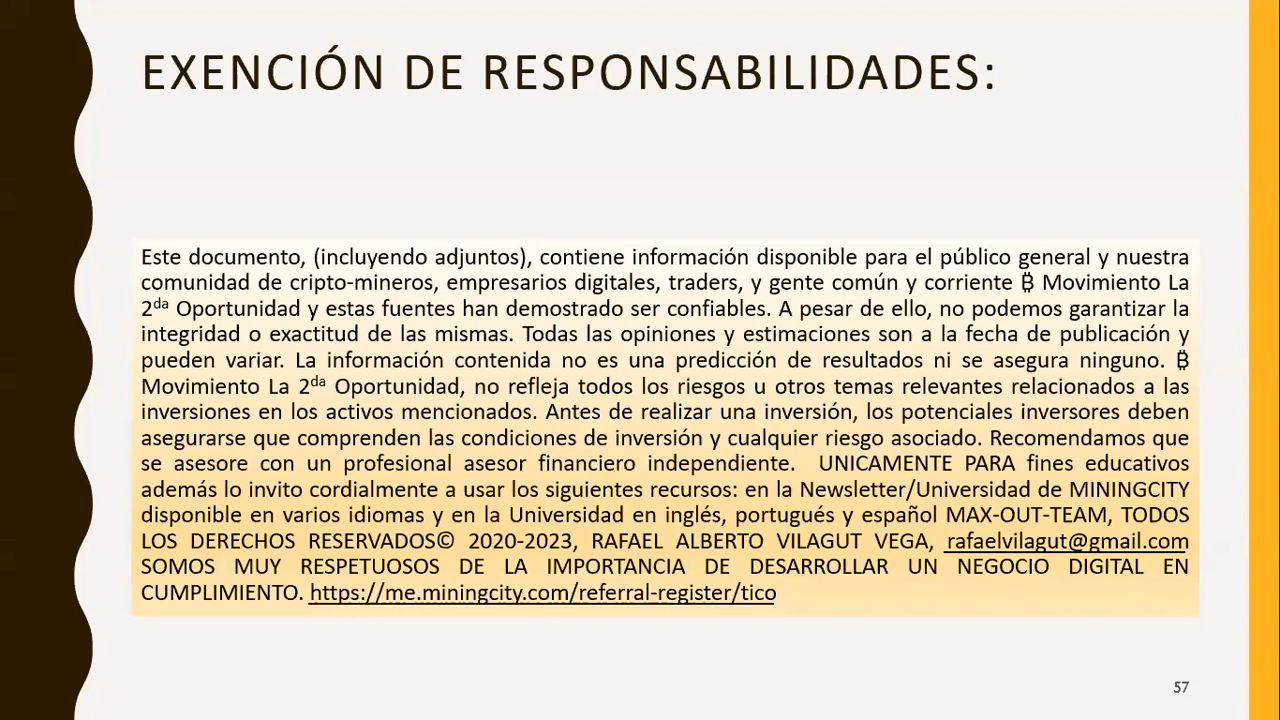 EXENCIÓN DE RESPONSABILIDADES:
Este documento, (incluyendo adjuntos), contiene información disponible para el público general y nuestra
comunidad de cripto-mineros, empresarios digitales, traders, y gente común y corriente ₿ Movimiento La
2da Oportunidad y estas fuentes han demostrado ser confiables. A pesar de ello, no podemos garantizar la
integridad o exactitud de las mismas. Todas las opiniones y estimaciones son a la fecha de publicación y
pueden variar. La información contenida no es una predicción de resultados ni se asegura ninguno. ₿
Movimiento La 2da Oportunidad, no refleja todos los riesgos u otros temas relevantes relacionados a las
inversiones en los activos mencionados. Antes de realizar una inversión, los potenciales inversores deben
asegurarse que comprenden las condiciones de inversión y cualquier riesgo asociado. Recomendamos que
se asesore con un profesional asesor financiero independiente. UNICAMENTE PARA fines educativos
además lo invito cordialmente a usar los siguientes recursos: en la Newsletter/Universidad de MININGCITY
disponible en varios idiomas y en la Universidad en inglés, portugués y español MAX-OUT-TEAM, TODOS
LOS DERECHOS RESERVADOS© 2020-2023, RAFAEL ALBERTO VILAGUT VEGA, rafaelvilagut@gmail.com
SOMOS MUY RESPETUOSOS DE LA IMPORTANCIA DE DESARROLLAR UN NEGOCIO DIGITAL EN
CUMPLIMIENTO. https://me.miningcity.com/referral-register/tico
57